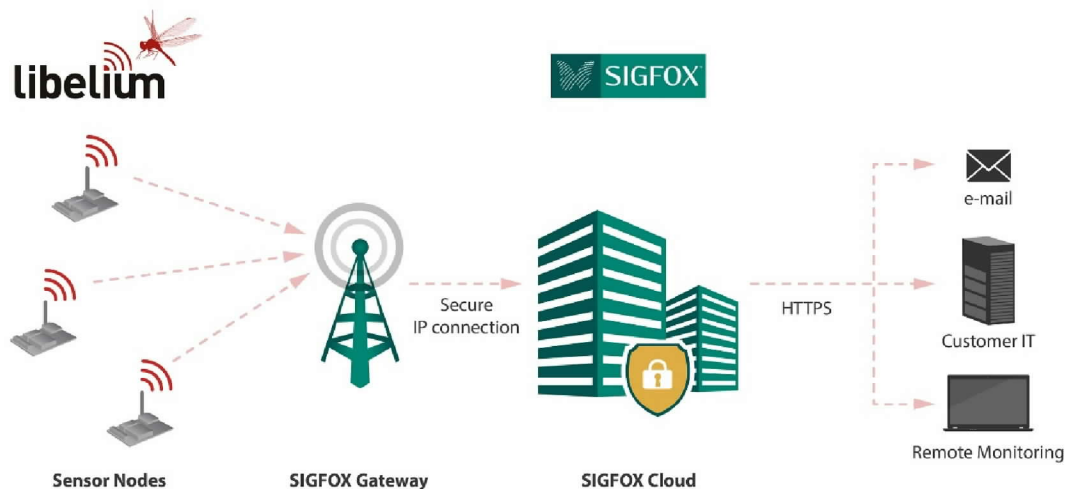 libelium
SIGFOX
e-mail
Secure
IP connection
HTTPS
Customer IT
Remote Monitoring
Sensor Nodes
SIGFOX Gateway
SIGFOX Cloud